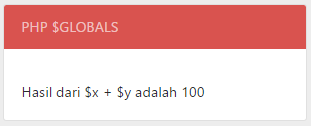 PHP $GLOBALS
Hasil dari $x + $y adalah 100